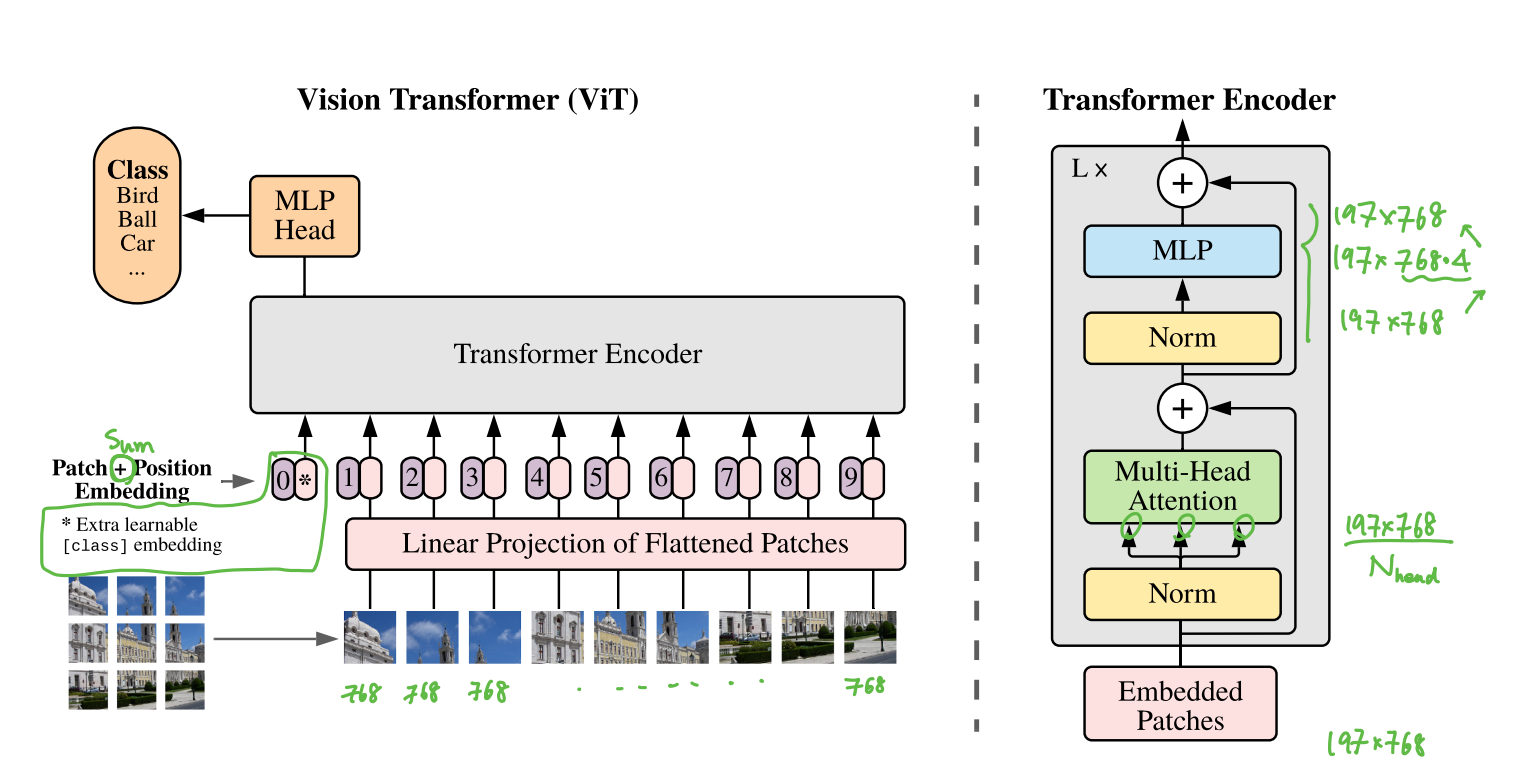 Vision Transformer (ViT)
Class
Bird
Ball
Car
...
MLP
Head
Transformer Encoder
Sum
Patch + Position
Embedding
0 * 1 2 3 4 5 6 7 8 9
* Extra learnable
[class] embedding
Linear Projection of Flattened Patches
768 768 768 768
Transformer Encoder
L ×
+
197×768
MLP
197×768·4
Norm
197×768
+
Multi-Head
Attention
197×768
N head
Norm
Embedded
Patches
197×768